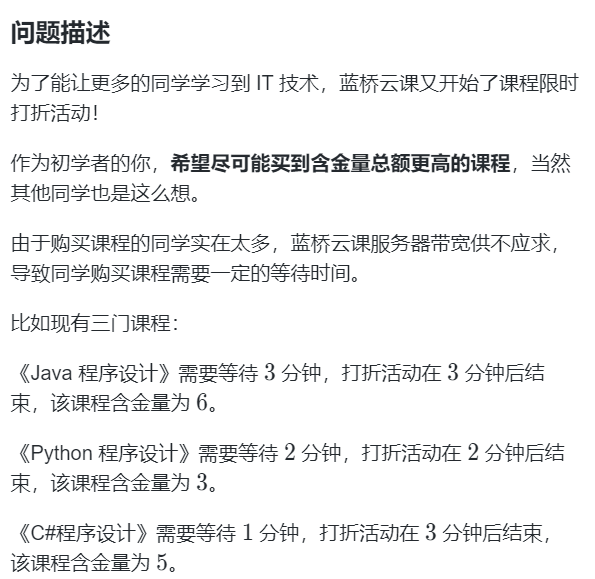 问题描述
为了能让更多的同学学习到 IT 技术，蓝桥云课又开始了课程限时
打折活动！
作为初学者的你，希望尽可能买到含金量总额更高的课程，当然
其他同学也是这么想。
由于购买课程的同学实在太多，蓝桥云课服务器带宽供不应求，
导致同学购买课程需要一定的等待时间。
比如现有三门课程：
《Java 程序设计》需要等待 3 分钟，打折活动在 3 分钟后结
束，该课程含金量为 6。
《Python 程序设计》需要等待 2 分钟，打折活动在 2 分钟后结
束，该课程含金量为 3。
《C#程序设计》需要等待 1 分钟，打折活动在 3 分钟后结束，
该课程含金量为 5。